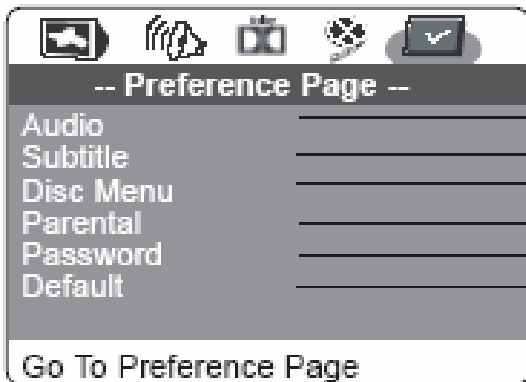 -- Preference Page --
Audio
Subtitle
Disc Menu
Parental
Password
Default
Go To Preference Page